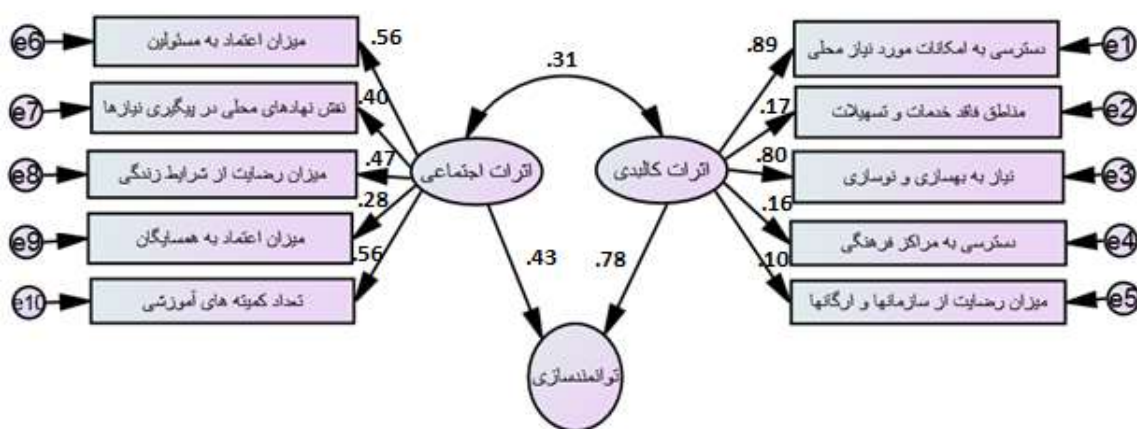 e6
میزان اعتماد به مسئولین
.56
.31
.89
دسترسی به امکانات مورد نیاز محلی
e1
e7
نقش نهادهای محلی در پیگیری نیازها
.40
.17
مناطق فاقد خدمات و تسهیلات
e2
e8
میزان رضایت از شرایط زندگی
.47
اثرات اجتماعی
اثرات کالبدی
.80
نیاز به بهسازی و نوسازی
e3
e9
میزان اعتماد به همسایگان
.28
.16
دسترسی به مراکز فرهنگی
e4
e10
تعداد کمیته های آموزشی
.56
.43
.78
.10
میزان رضایت از سازمانها و ارگانها
e5
توانمندسازی